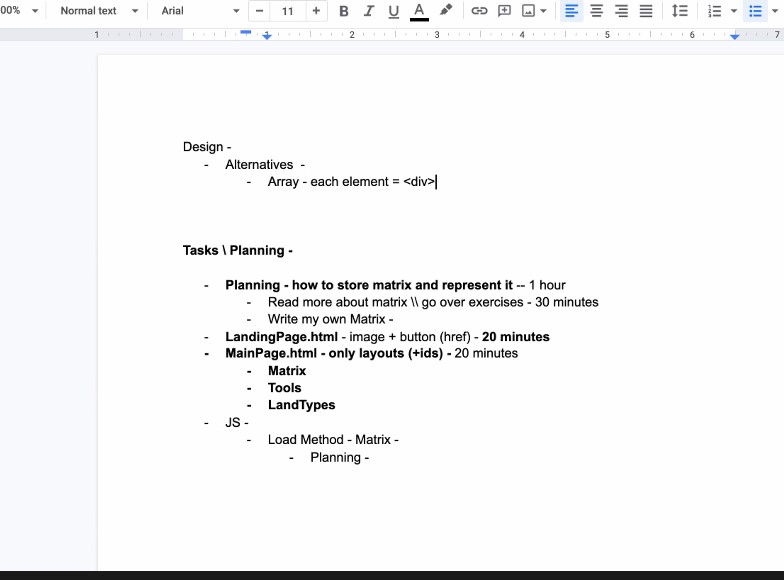 00% Normal text Arial - 11 + B I U A
1 1 2 3 4 5 6 7
Design -
- Alternatives -
- Array - each element = <div>
Tasks \ Planning -
- Planning - how to store matrix and represent it -- 1 hour
- Read more about matrix \\ go over exercises - 30 minutes
- Write my own Matrix -
- LandingPage.html - image + button (href) - 20 minutes
- MainPage.html - only layouts (+ids) - 20 minutes
- Matrix
- Tools
- LandTypes
- JS -
- Load Method - Matrix -
- Planning -